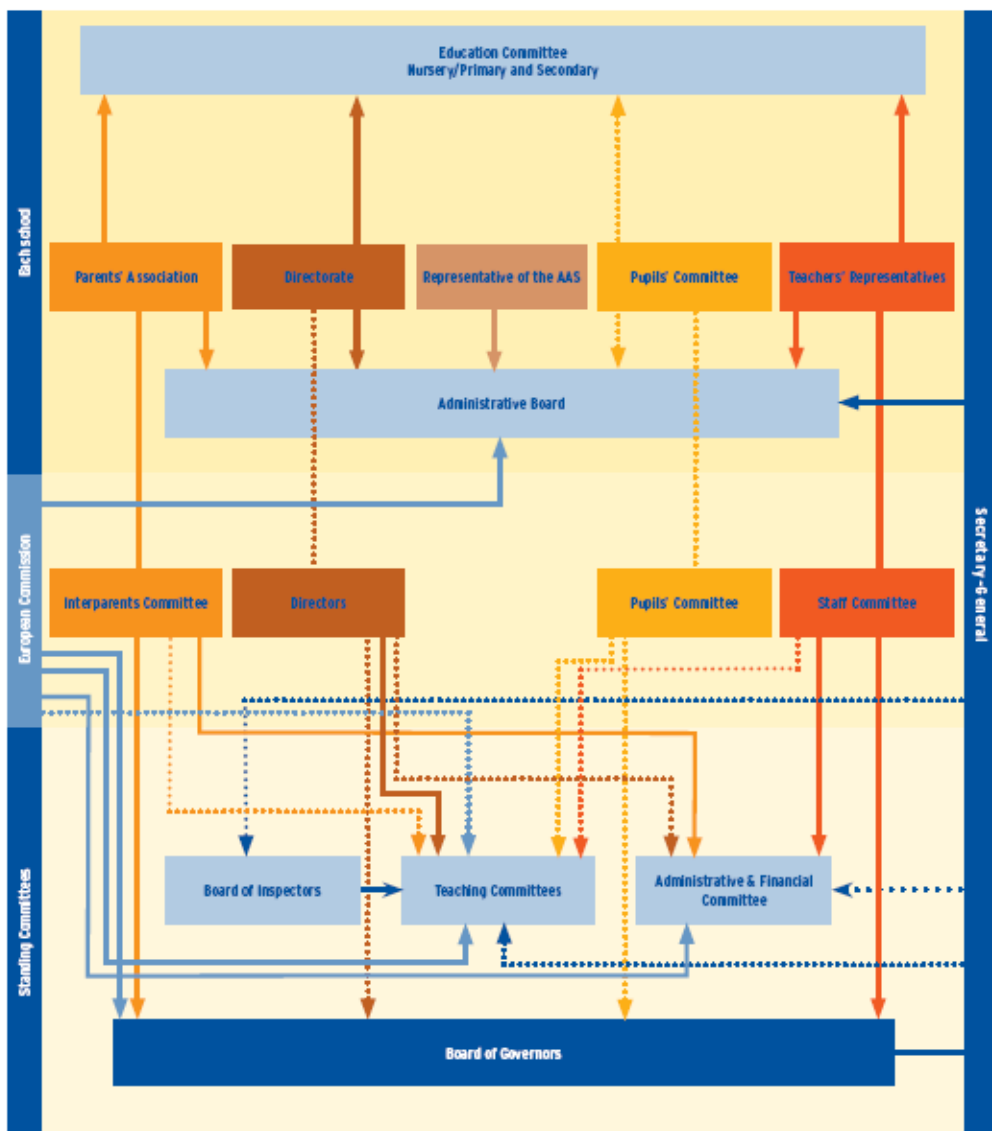 Education Committee
Nursery/Primary and Secondary
Each school
Parents' Association
Directorate
Representative of the AAS
Pupils' Committee
Teachers' Representatives
Administrative Board
European Commission
Secretary-General
Interparents Committee
Directors
Pupils' Committee
Staff Committee
Standing Committees
Board of Inspectors
Teaching Committees
Administrative & Financial
Committee
Board of Governors